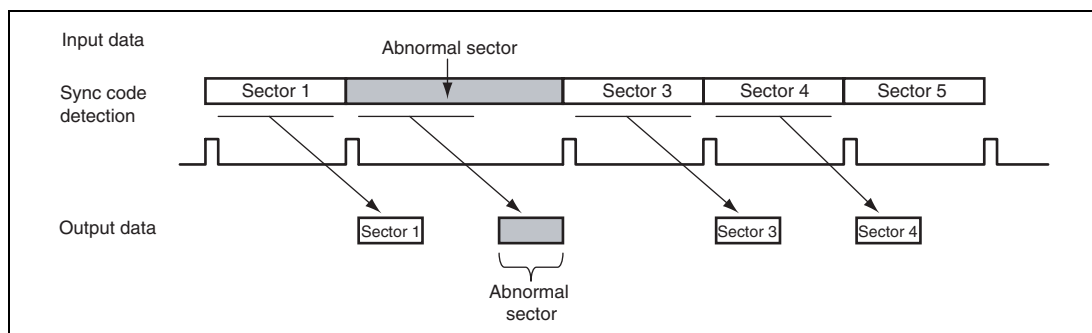 Input data
Abnormal sector
Sync code
detection
Sector 1
Sector 3
Sector 4
Sector 5
Output data
Sector 1
Sector 3
Sector 4
Abnormal
sector